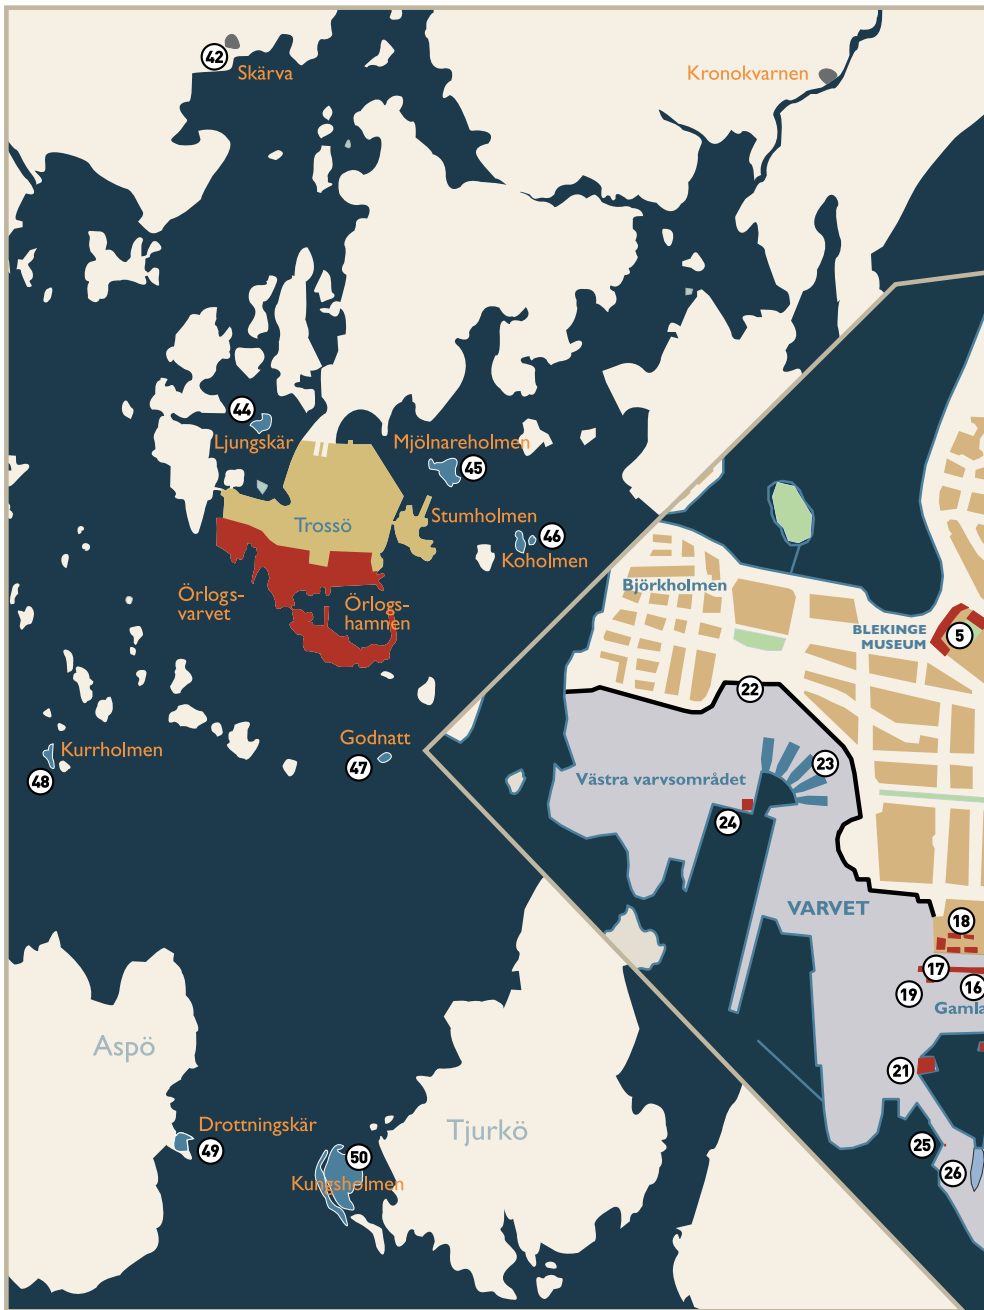 42
Skärva
Kronokvarnen
44
Ljungskär
Mjölnareholmen
45
Trossö
Stumholmen
46
Koholmen
Örlogs-
varvet
Örlogs-
hamnen
Godnatt
47
Kurrholmen
48
Björkholmen
BLEKINGE
MUSEUM
5
22
23
Västra varvsområdet
24
VARVET
18
17
16
19
Gamla
21
25
26
Aspö
Drottningskär
49
50
Kungsholmen
Tjurkö